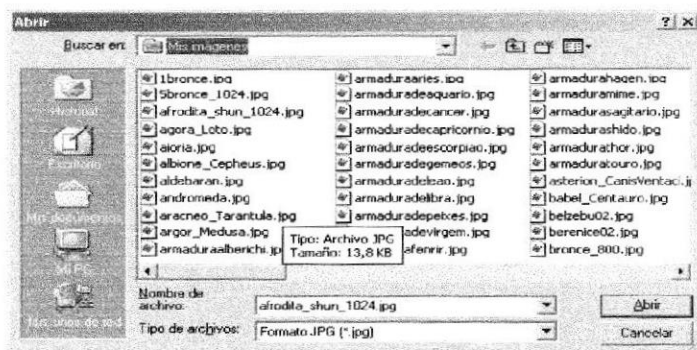 Abrir
Buscar en: Mis imágenes
Historial
Escritorio
Mis documentos
Mi PC
1bronce.jpg
5bronce_1024.jpg
afrodita_shun_1024.jpg
agora_Loto.jpg
aioria.jpg
albione_Cepheus.jpg
aldebaran.jpg
andromeda.jpg
aracneo_Tarantula.jpg
argor_Medusa.jpg
armaduraalberichi.jp
armaduraaries.jpg
armaduradeaquario.jpg
armaduradecancer.jpg
armaduradecapricornio.jpg
armaduradeescorpiao.jpg
armaduradegemeos.jpg
armaduradeleao.jpg
armaduradelibra.jpg
armaduradepeixes.jpg
devirgem.jpg
afenrir.jpg
armadurahagen.jpg
armaduramime.jpg
armadurasagitario.jpg
armadurashido.jpg
armadurathor.jpg
armaduratouro.jpg
asterion_CanisVentaci.j
babel_Centauro.jpg
belzebu02.jpg
berenice02.jpg
bronce_800.jpg
Tipo: Archivo JPG
Tamaño: 13,8 KB
Nombre de archivo: afrodita_shun_1024.jpg
Abrir
Tipo de archivos: Formato JPG (*.jpg)
Cancelar